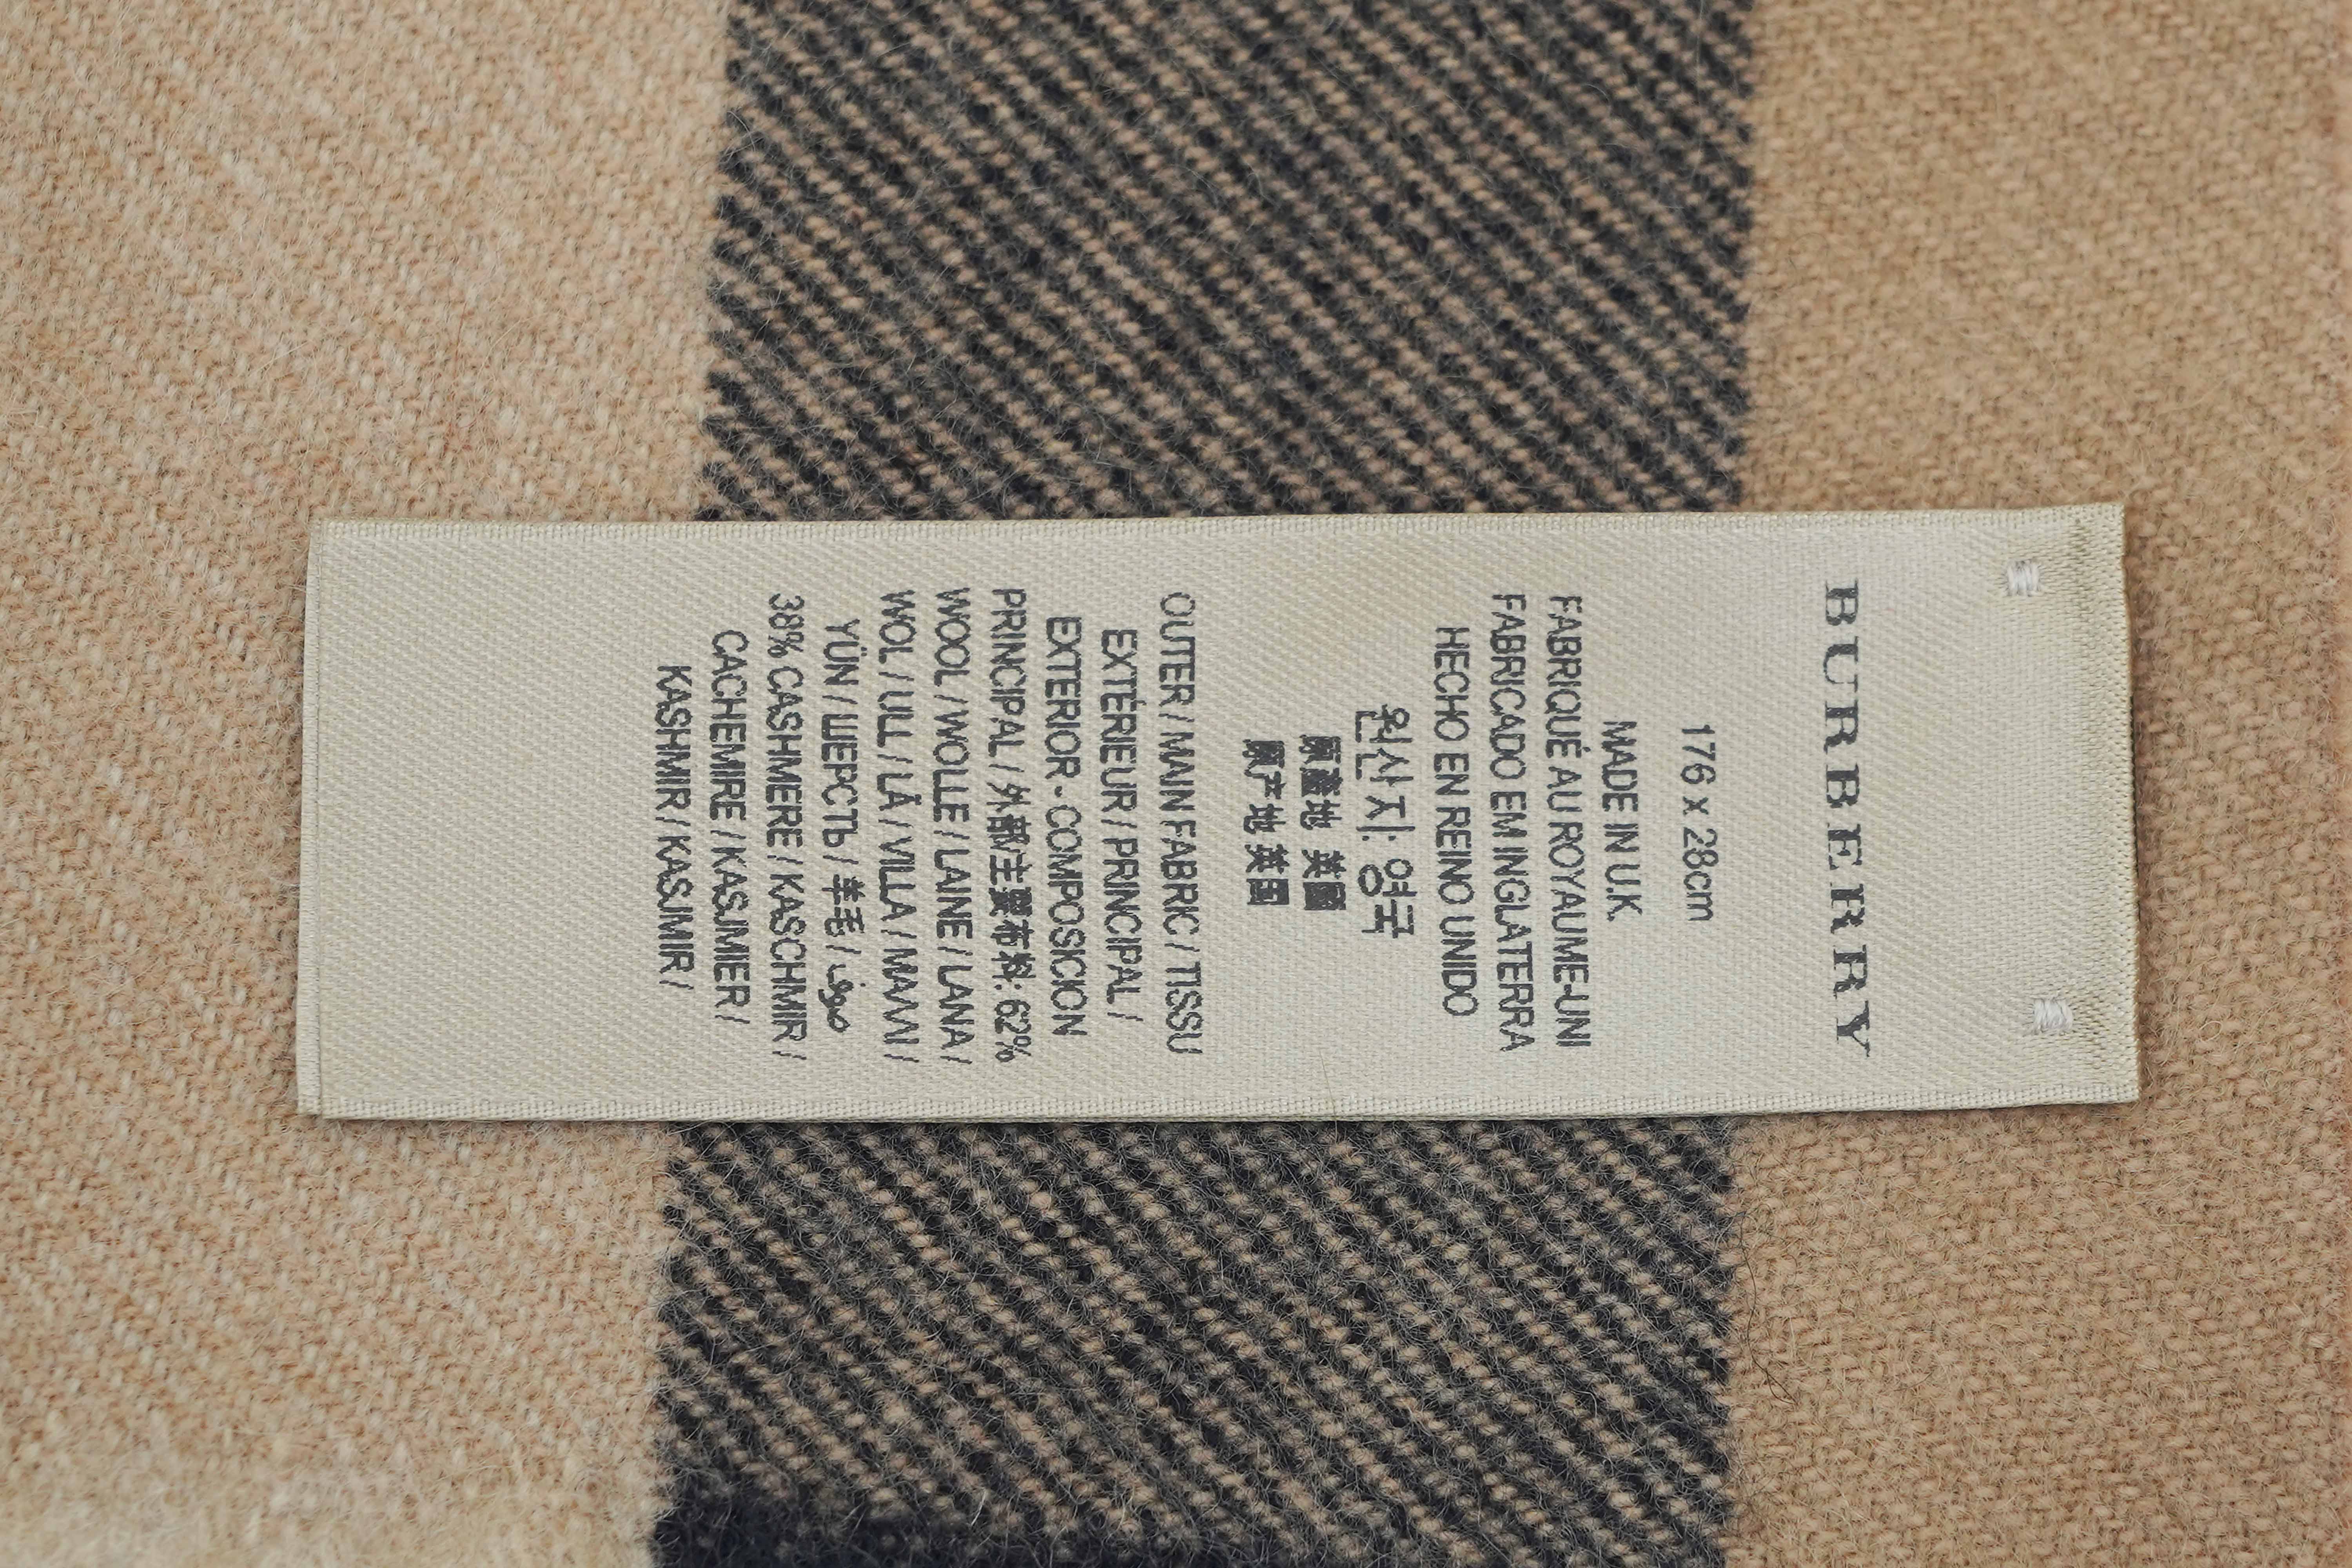 BURBERRY
176 x 28cm
MADE IN U.K.
FABRIQUÉ AU ROYAUME-UNI
FABRICADO EM INGLATERRA
HECHO EN REINO UNIDO
원산지: 영국
原產地 英國
原产地 英国
OUTER / MAIN FABRIC / TISSU
EXTÉRIEUR / PRINCIPAL /
EXTERIOR - COMPOSICION
PRINCIPAL / 外部主要布料: 62%
WOOL / WOLLE / LAINE / LANA /
WOL / ULL / LÃ / VILLA / ΜΑΛΛΙ /
YÜN / ШЕРСТЬ / 羊毛 / صوف
38% CASHMERE / KASCHMIR /
CACHEMIRE / KASJMIER /
KASHMIR / KASJMIR /